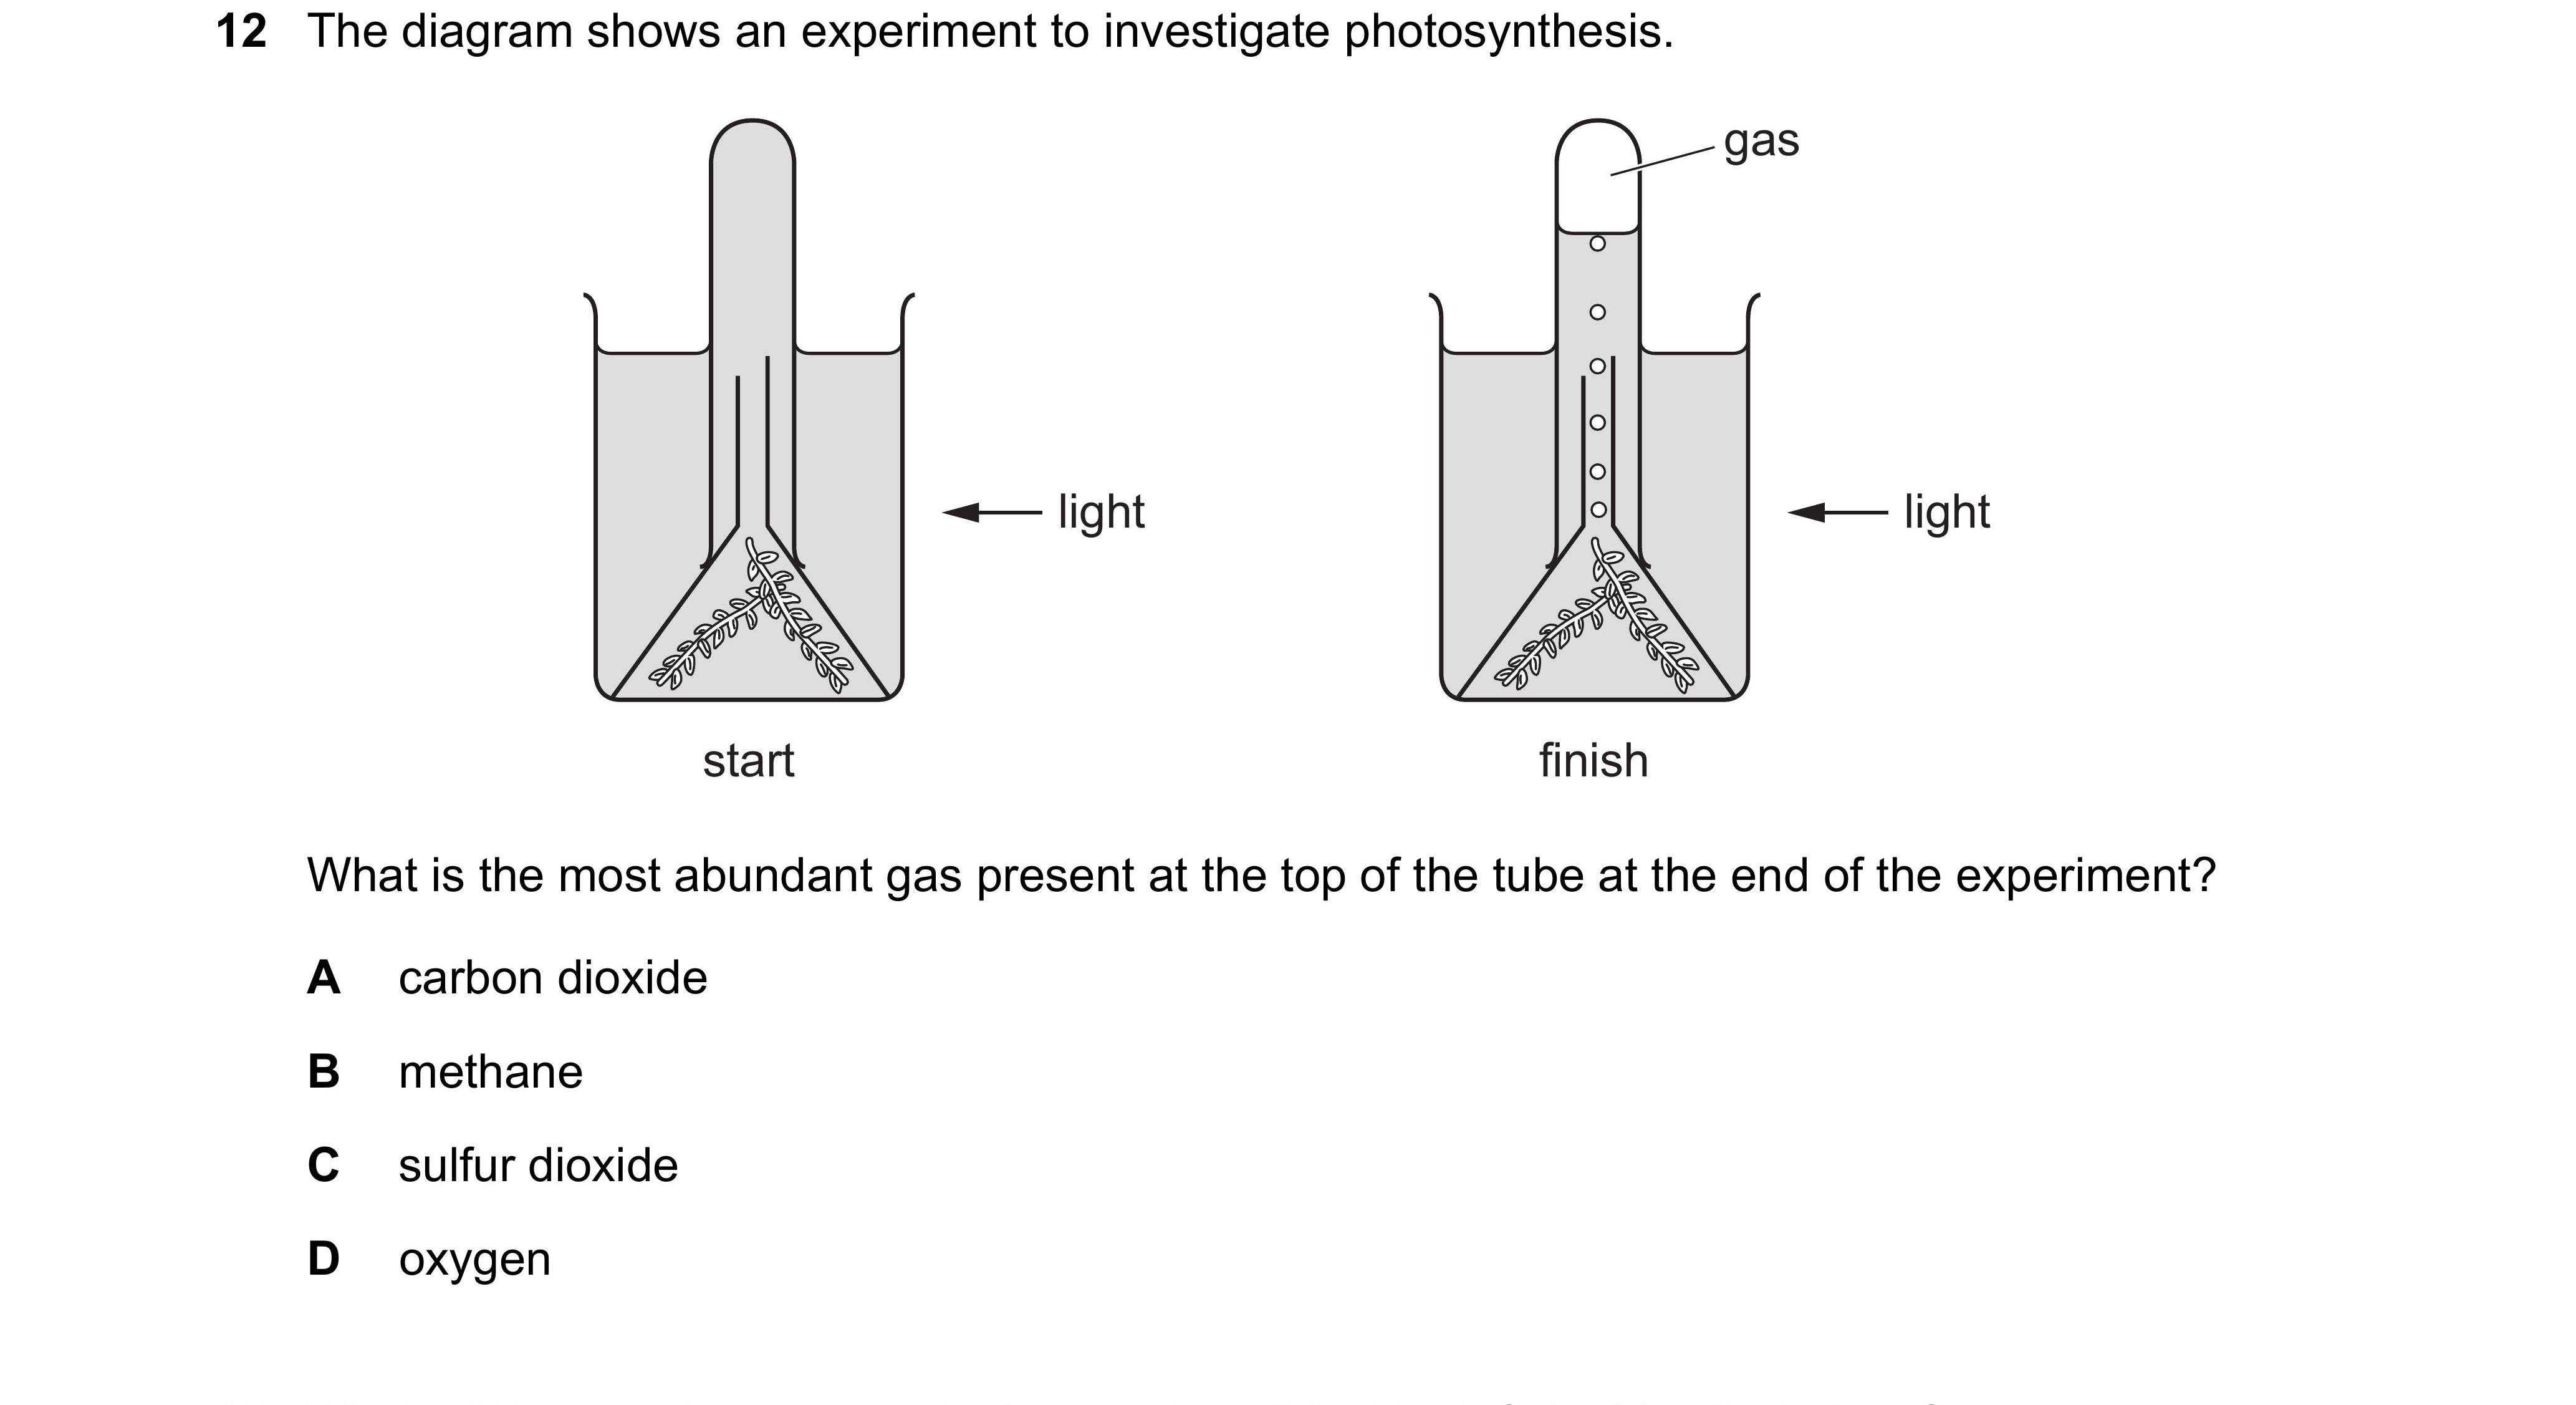 12 The diagram shows an experiment to investigate photosynthesis.
gas
light
light
start
finish
What is the most abundant gas present at the top of the tube at the end of the experiment?
A carbon dioxide
B methane
C sulfur dioxide
D oxygen